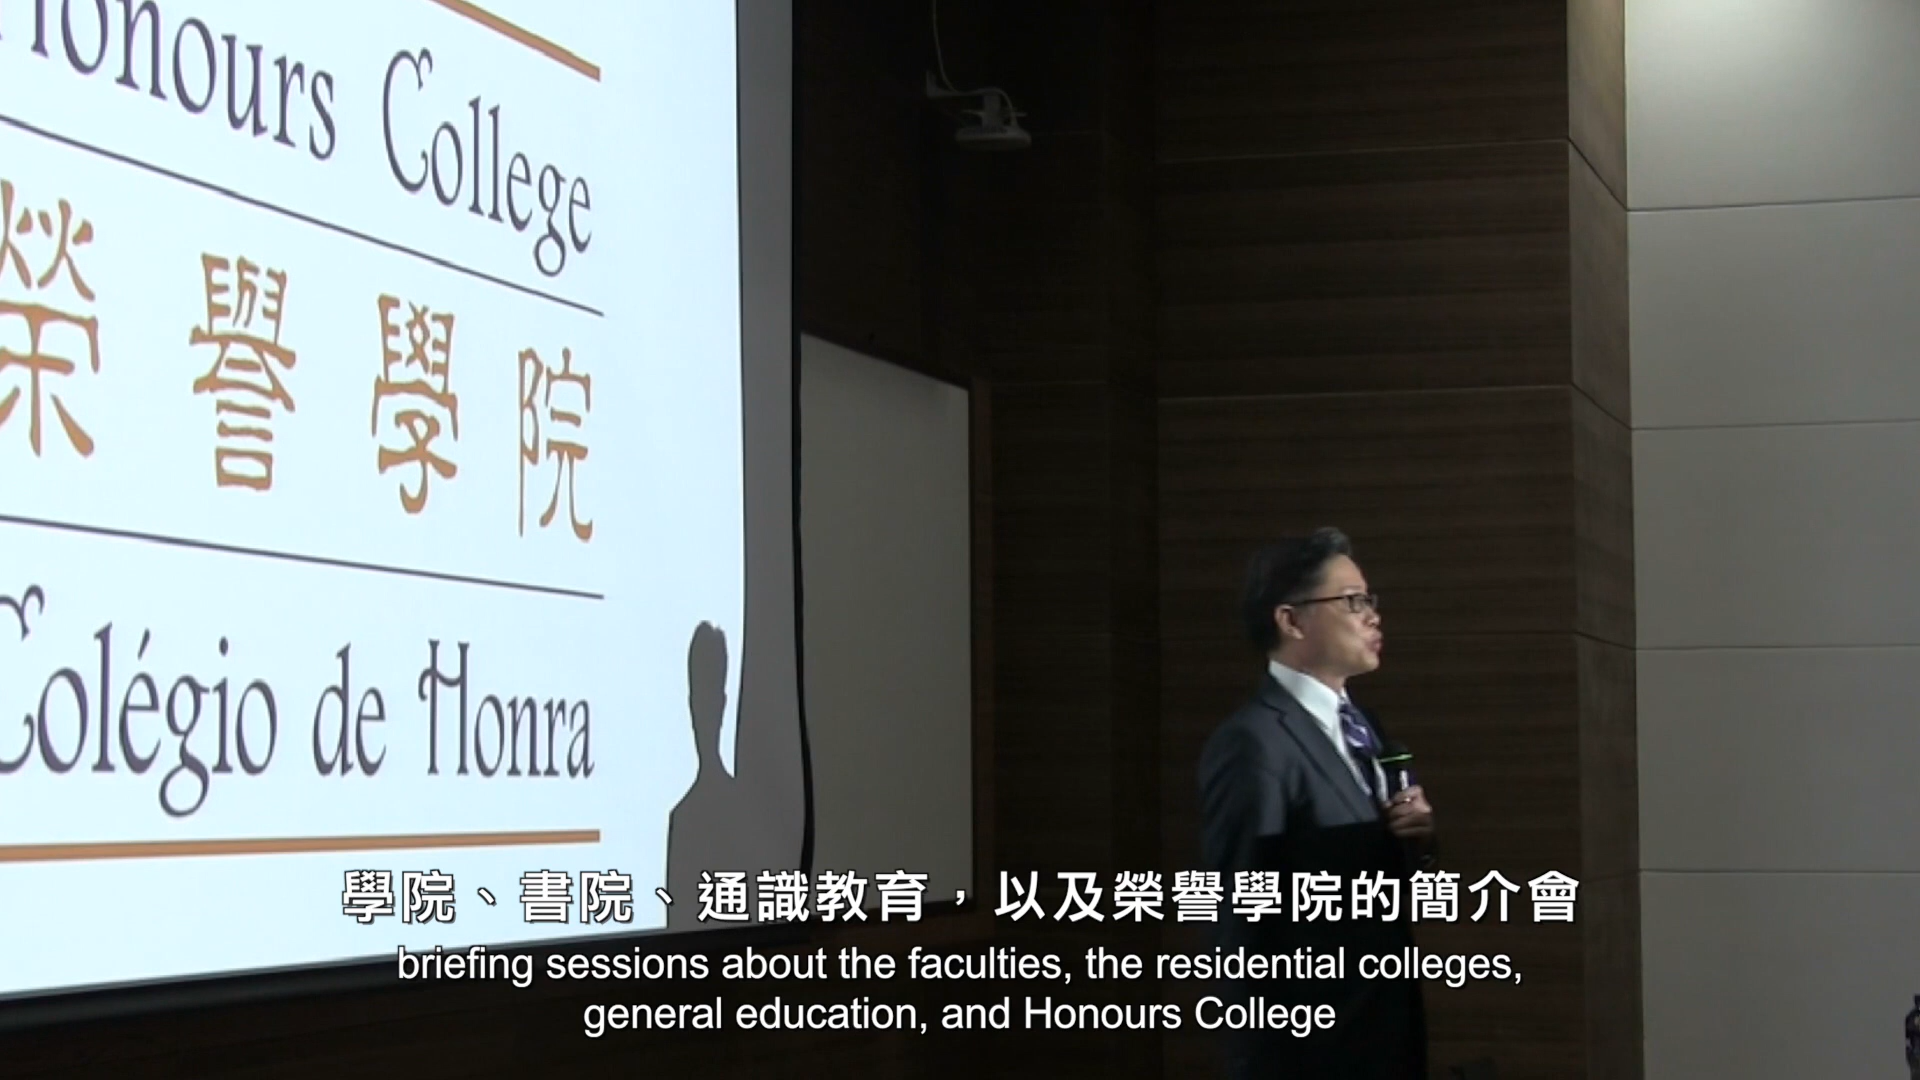 Honours College
榮譽學院
Colégio de Honra
學院、書院、通識教育，以及榮譽學院的簡介會
briefing sessions about the faculties, the residential colleges,
general education, and Honours College